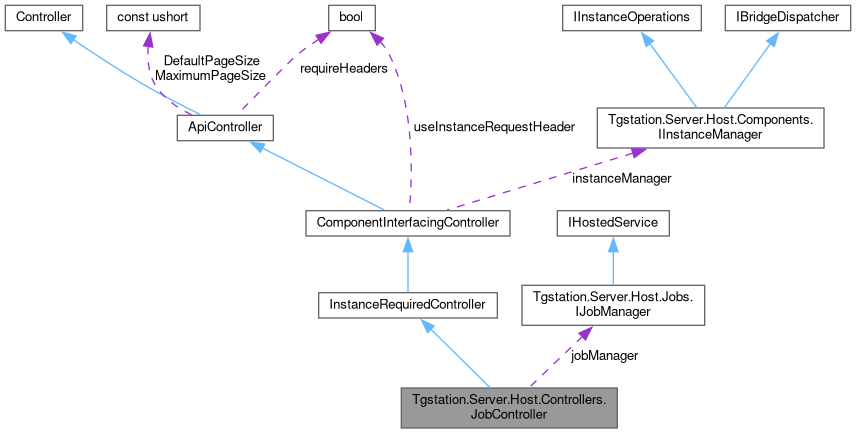 Controller
const ushort
bool
IInstanceOperations
IBridgeDispatcher
DefaultPageSize
MaximumPageSize
requireHeaders
ApiController
useInstanceRequestHeader
Tgstation.Server.Host.Components.
IInstanceManager
instanceManager
ComponentInterfacingController
IHostedService
InstanceRequiredController
Tgstation.Server.Host.Jobs.
IJobManager
jobManager
Tgstation.Server.Host.Controllers.
JobController